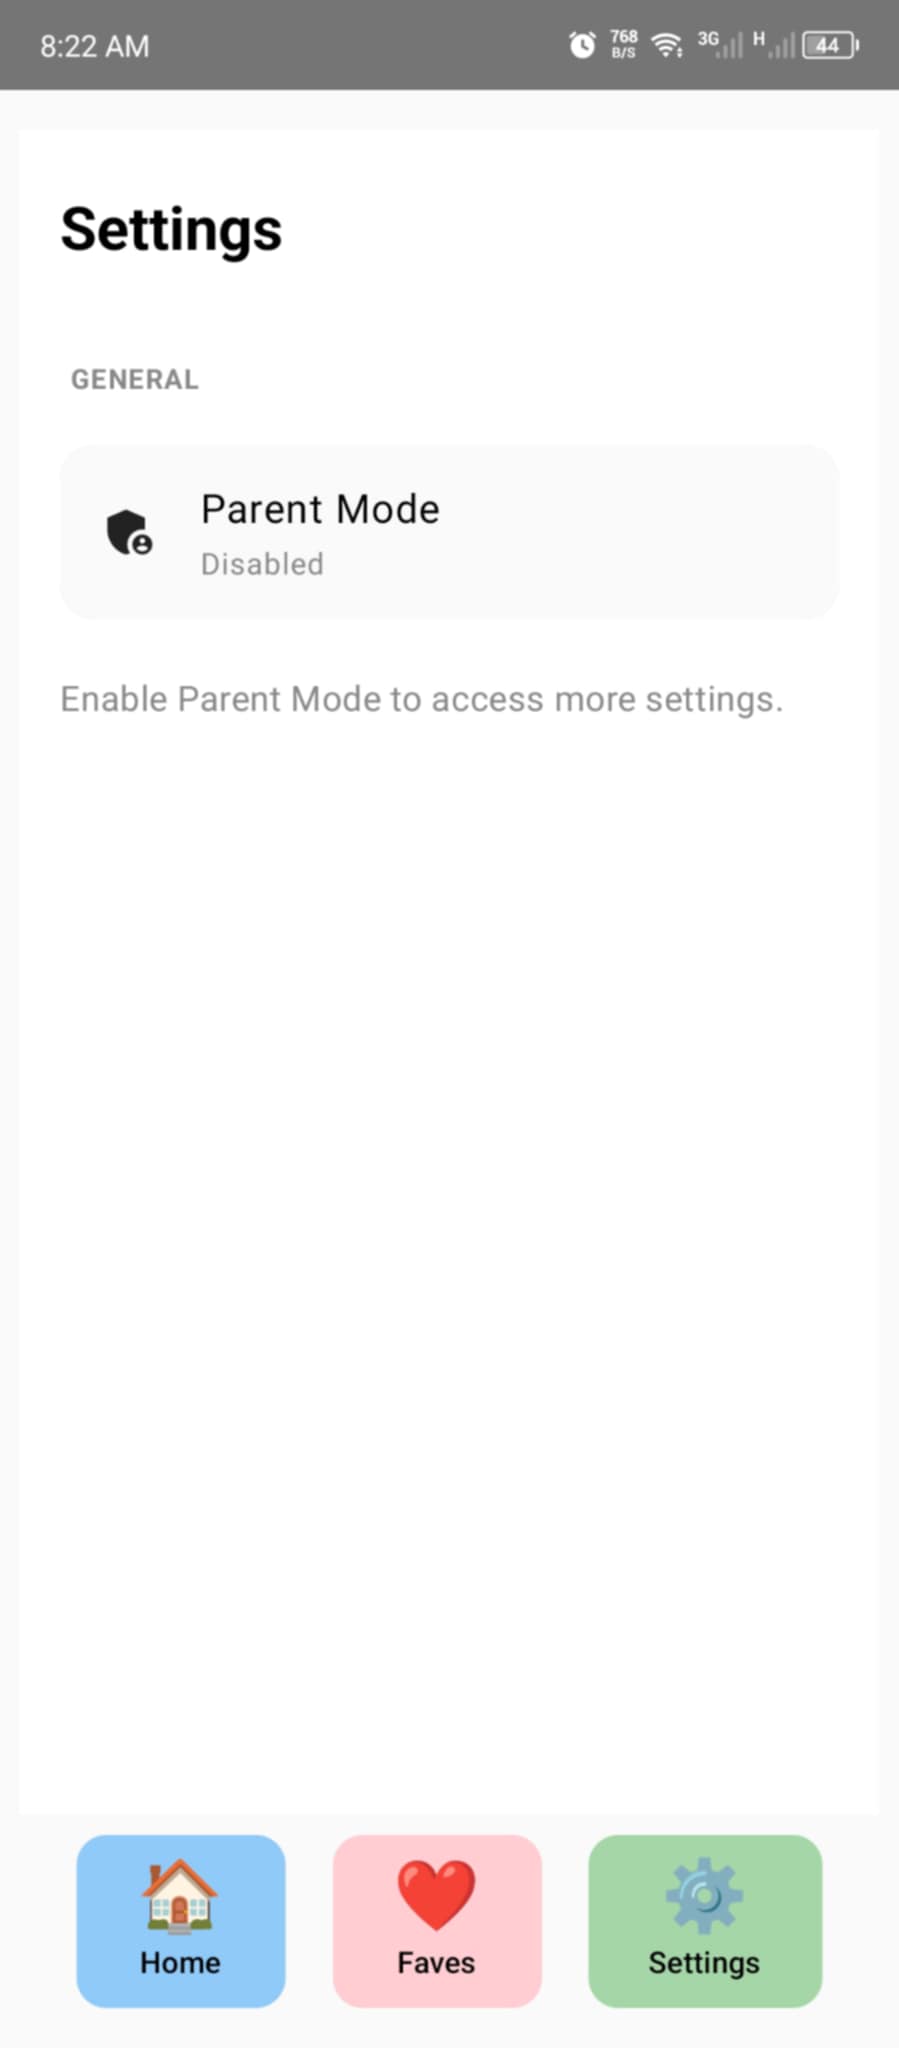 8:22 AM
768
B/S
3G
H
44
Settings
GENERAL
Parent Mode
Disabled
Enable Parent Mode to access more settings.
Home
Faves
Settings